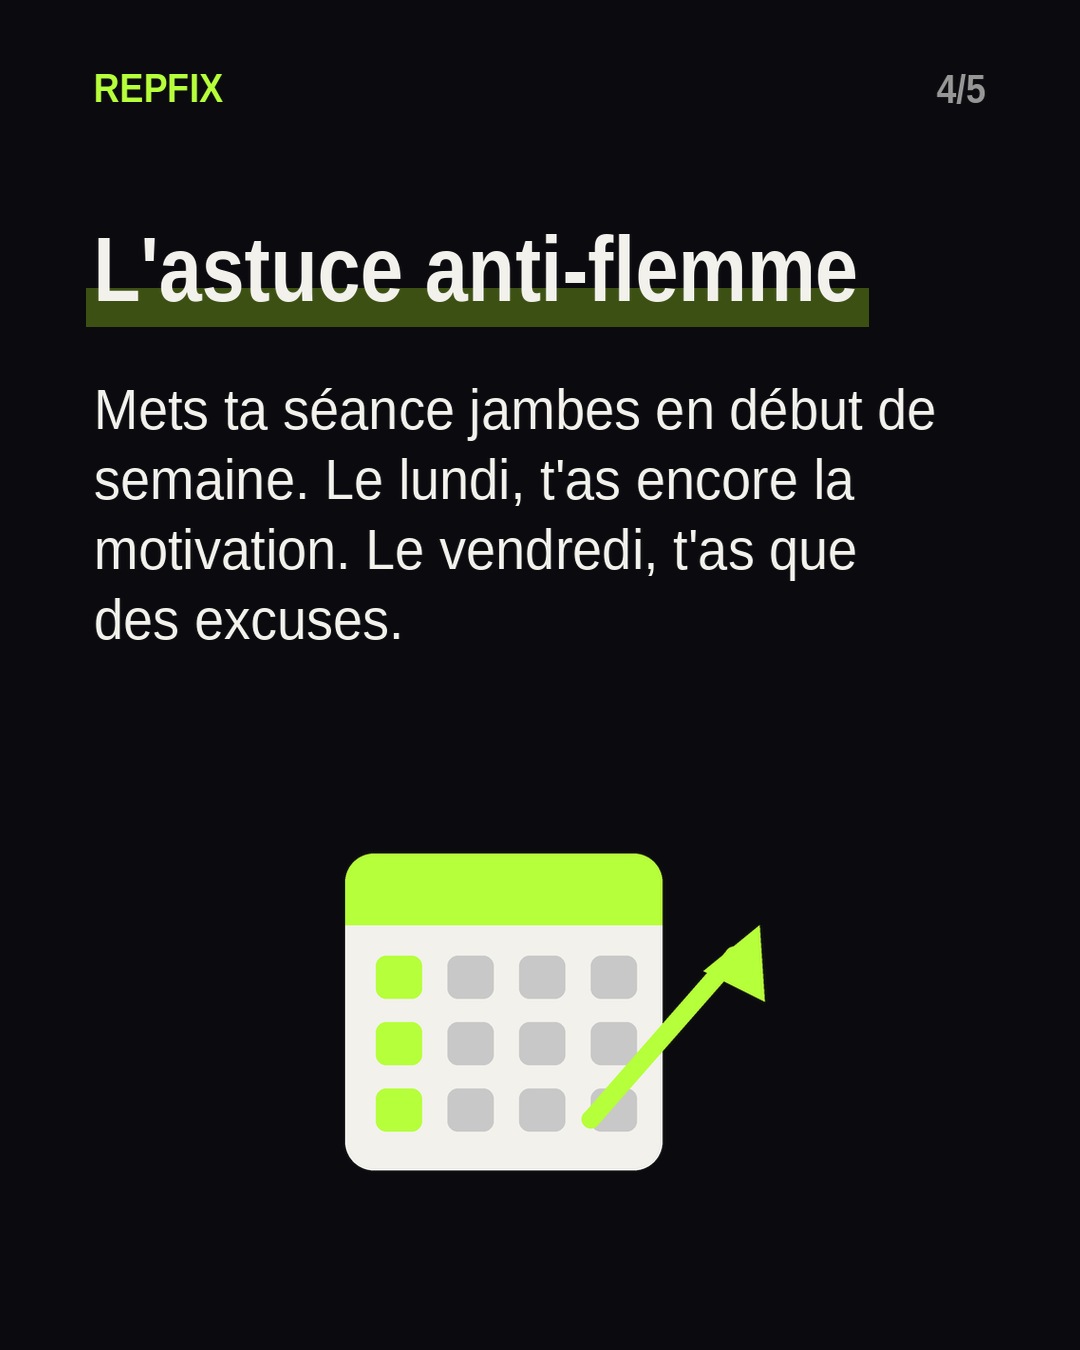 REPFIX
4/5
L'astuce anti-flemme
Mets ta séance jambes en début de
semaine. Le lundi, t'as encore la
motivation. Le vendredi, t'as que
des excuses.